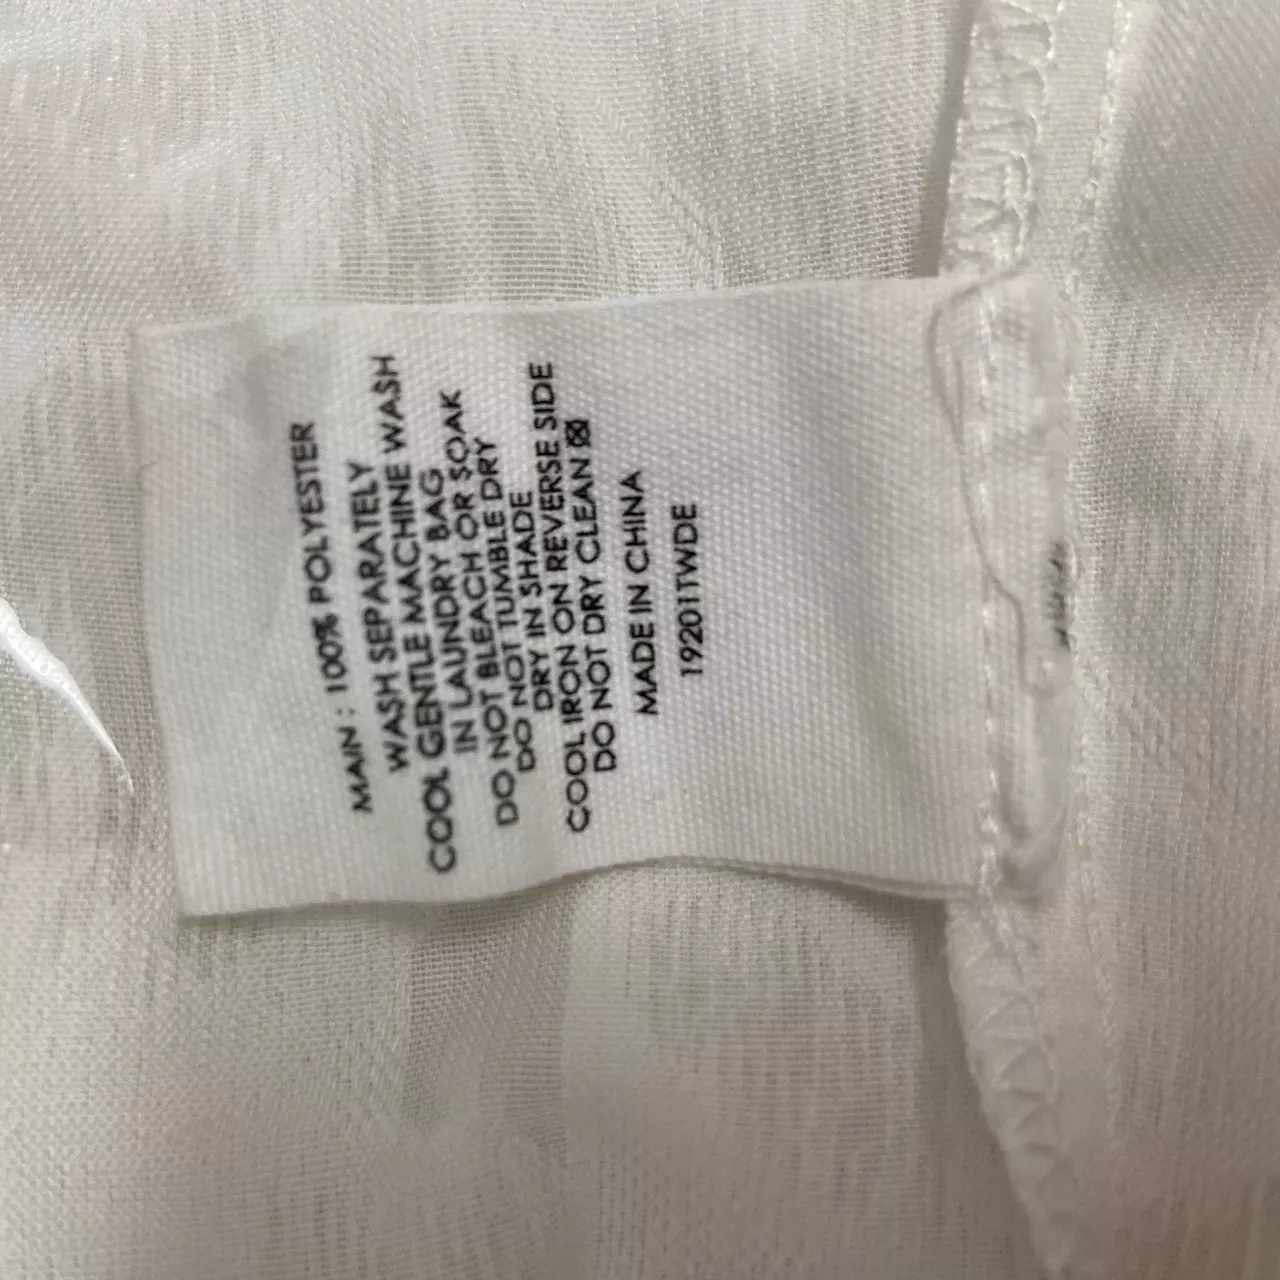 MAIN : 100% POLYESTER
WASH SEPARATELY
COOL GENTLE MACHINE WASH
IN LAUNDRY BAG
DO NOT BLEACH OR SOAK
DO NOT TUMBLE DRY
DRY IN SHADE
COOL IRON ON REVERSE SIDE
DO NOT DRY CLEAN
MADE IN CHINA
19201TWDE